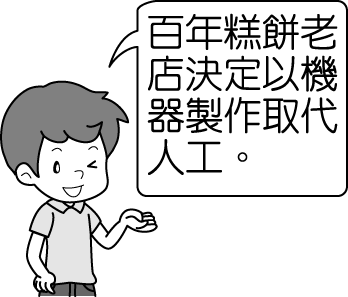 百年糕餅老
店決定以機
器製作取代
人工。